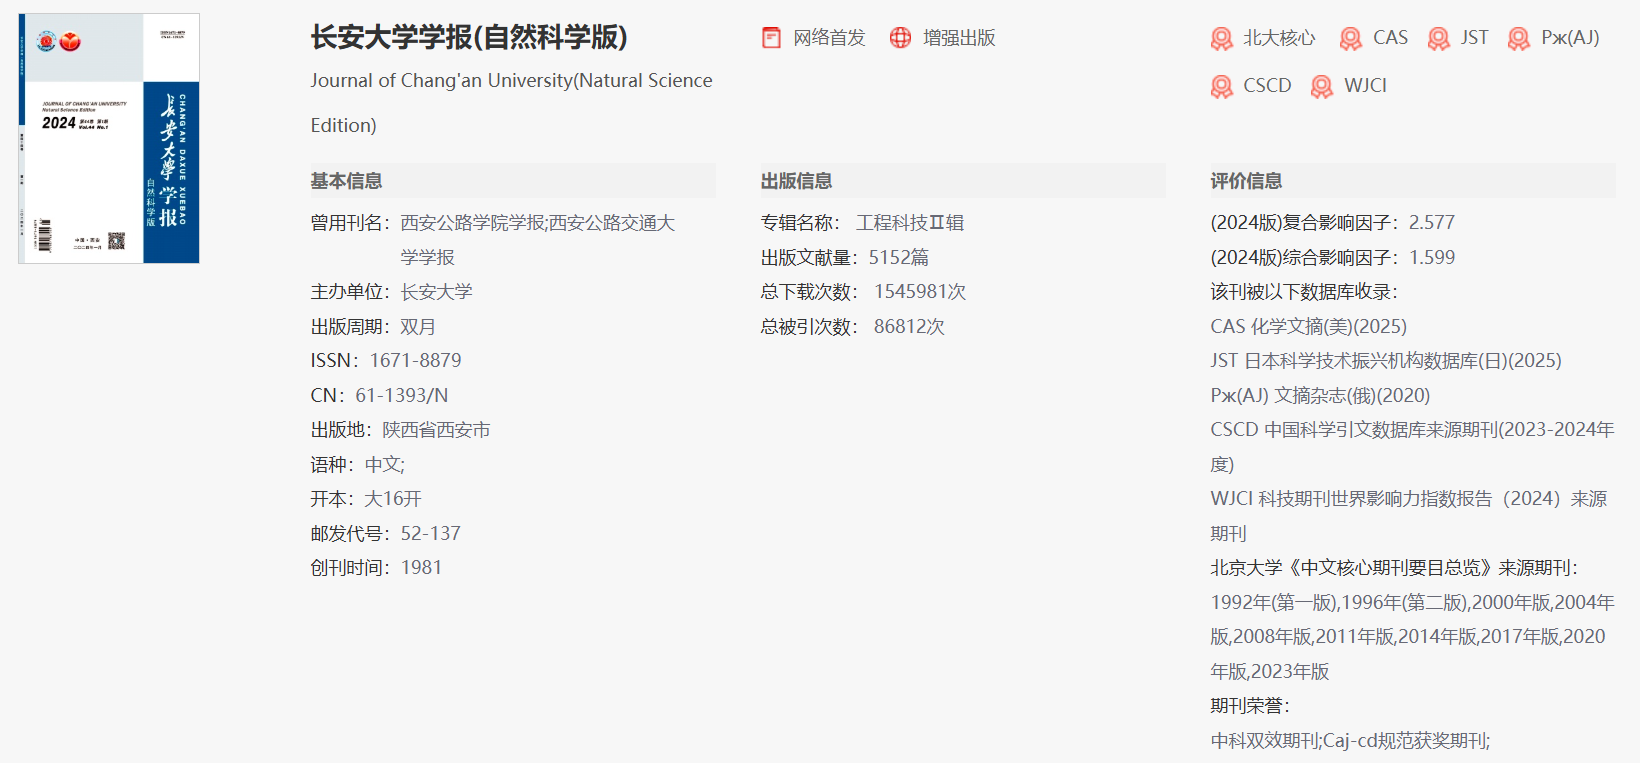 JOURNAL OF CHANG'AN UNIVERSITY
Natural Science Edition
2024 第44卷 第1期
Vol.44 No.1
CHANG'AN DAXUE XUEBAO
长安大學学报
自然科学版
中国·西安
二〇二四年一月
长安大学学报(自然科学版)
Journal of Chang'an University(Natural Science
Edition)
网络首发 增强出版
北大核心 CAS JST Pж(AJ)
CSCD WJCI
基本信息
曾用刊名：西安公路学院学报;西安公路交通大
学学报
主办单位：长安大学
出版周期：双月
ISSN：1671-8879
CN：61-1393/N
出版地：陕西省西安市
语种：中文;
开本：大16开
邮发代号：52-137
创刊时间：1981
出版信息
专辑名称： 工程科技Ⅱ辑
出版文献量：5152篇
总下载次数： 1545981次
总被引次数： 86812次
评价信息
(2024版)复合影响因子：2.577
(2024版)综合影响因子：1.599
该刊被以下数据库收录：
CAS 化学文摘(美)(2025)
JST 日本科学技术振兴机构数据库(日)(2025)
Pж(AJ) 文摘杂志(俄)(2020)
CSCD 中国科学引文数据库来源期刊(2023-2024年
度)
WJCI 科技期刊世界影响力指数报告（2024）来源
期刊
北京大学《中文核心期刊要目总览》来源期刊：
1992年(第一版),1996年(第二版),2000年版,2004年
版,2008年版,2011年版,2014年版,2017年版,2020
年版,2023年版
期刊荣誉：
中科双效期刊;Caj-cd规范获奖期刊;